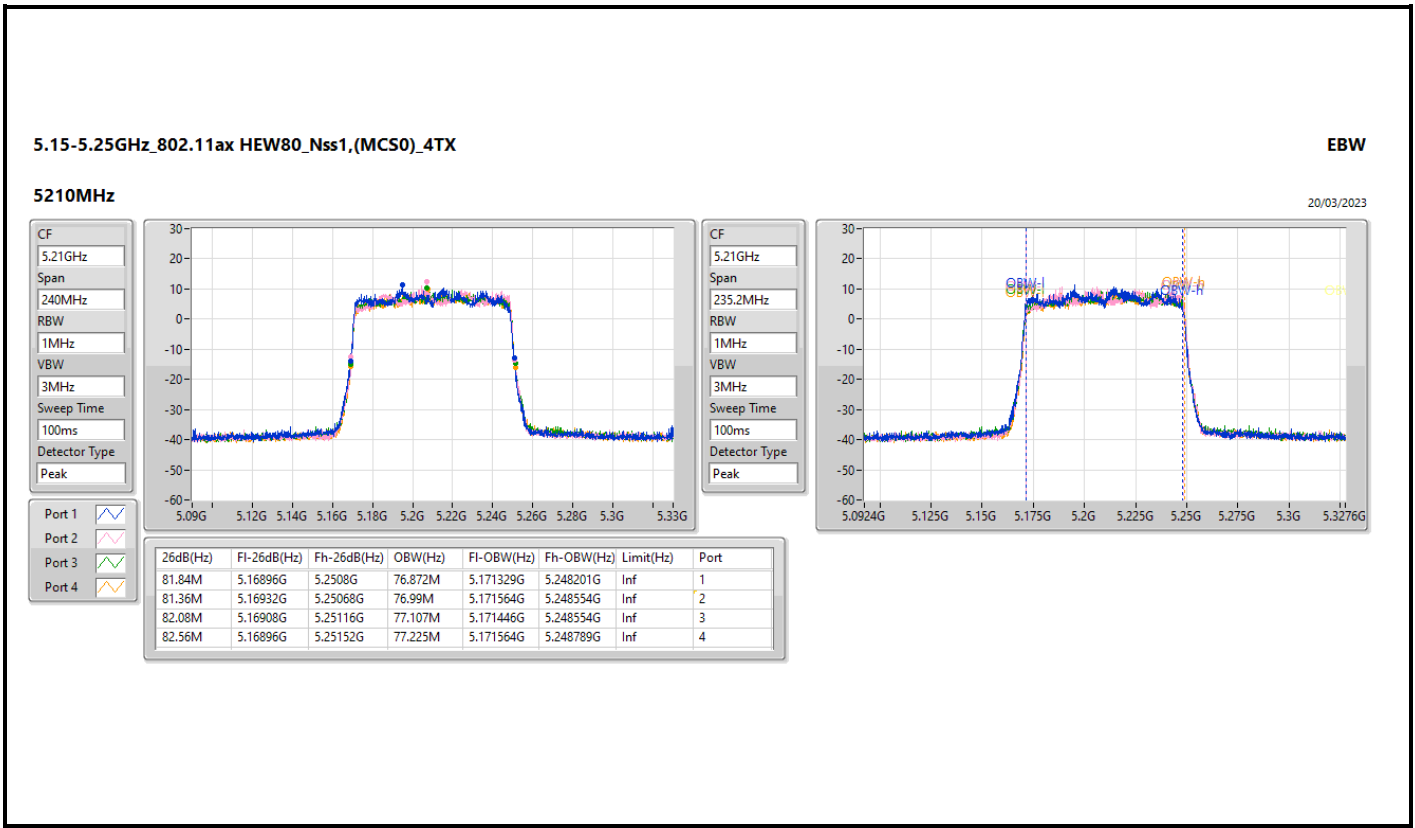 5.15-5.25GHz_802.11ax HEW80_Nss1,(MCS0)_4TX EBW
5210MHz
20/03/2023
CF
5.21GHz
Span
240MHz
RBW
1MHz
VBW
3MHz
Sweep Time
100ms
Detector Type
Peak
30
20
10
0
-10
-20
-30
-40
-50
-60
5.09G 5.12G 5.14G 5.16G 5.18G 5.2G 5.22G 5.24G 5.26G 5.28G 5.3G 5.33G
CF
5.21GHz
Span
235.2MHz
RBW
1MHz
VBW
3MHz
Sweep Time
100ms
Detector Type
Peak
30
20
10
0
-10
-20
-30
-40
-50
-60
OBW-l
OBW-h
OBW-h
5.0924G 5.125G 5.15G 5.175G 5.2G 5.225G 5.25G 5.275G 5.3G 5.3276G
Port 1
Port 2
Port 3
Port 4
26dB(Hz) Fl-26dB(Hz) Fh-26dB(Hz) OBW(Hz) Fl-OBW(Hz) Fh-OBW(Hz) Limit(Hz) Port
81.84M 5.16896G 5.2508G 76.872M 5.171329G 5.248201G Inf 1
81.36M 5.16932G 5.25068G 76.99M 5.171564G 5.248554G Inf 2
82.08M 5.16908G 5.25116G 77.107M 5.171446G 5.248554G Inf 3
82.56M 5.16896G 5.25152G 77.225M 5.171564G 5.248789G Inf 4